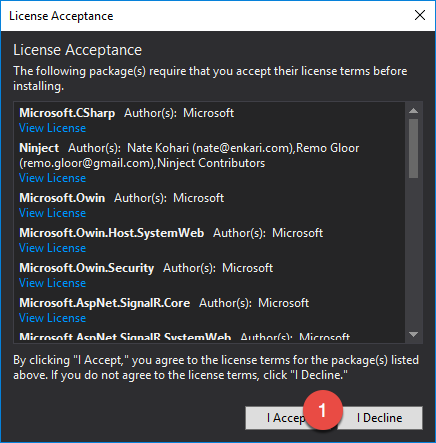 License Acceptance
License Acceptance
The following package(s) require that you accept their license terms before
installing.
Microsoft.CSharp Author(s): Microsoft
View License
Ninject Author(s): Nate Kohari (nate@enkari.com),Remo Gloor
(remo.gloor@gmail.com),Ninject Contributors
View License
Microsoft.Owin Author(s): Microsoft
View License
Microsoft.Owin.Host.SystemWeb Author(s): Microsoft
View License
Microsoft.Owin.Security Author(s): Microsoft
View License
Microsoft.AspNet.SignalR.Core Author(s): Microsoft
View License
Microsoft.AspNet.SignalR.SystemWeb Author(s): Microsoft
By clicking "I Accept," you agree to the license terms for the package(s) listed
above. If you do not agree to the license terms, click "I Decline."
I Accep 1 I Decline